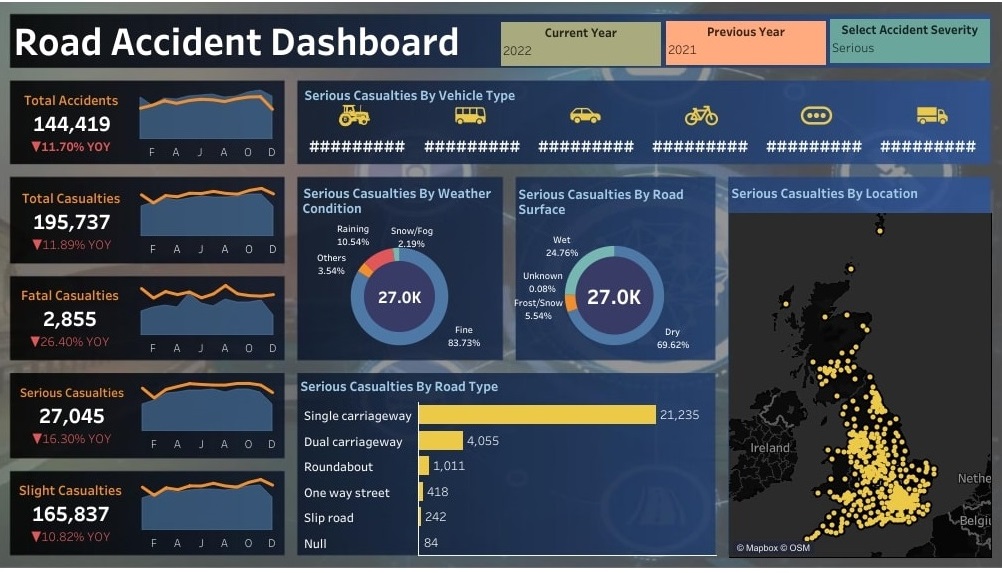 Road Accident Dashboard
Current Year
2022
Previous Year
2021
Select Accident Severity
Serious
Total Accidents
144,419
▼11.70% YOY
F A J A O D
Serious Casualties By Vehicle Type
######### ######### ######### ######### ######### #########
Total Casualties
195,737
▼11.89% YOY
F A J A O D
Serious Casualties By Weather
Condition
Raining
10.54%
Snow/Fog
2.19%
Others
3.54%
27.0K
Fine
83.73%
Serious Casualties By Road
Surface
Wet
24.76%
Unknown
0.08%
Frost/Snow
5.54%
27.0K
Dry
69.62%
Serious Casualties By Location
Ireland
Nethe
Belgiu
© Mapbox © OSM
Fatal Casualties
2,855
▼26.40% YOY
F A J A O D
Serious Casualties
27,045
▼16.30% YOY
F A J A O D
Slight Casualties
165,837
▼10.82% YOY
F A J A O D
Serious Casualties By Road Type
Single carriageway 21,235
Dual carriageway 4,055
Roundabout 1,011
One way street 418
Slip road 242
Null 84